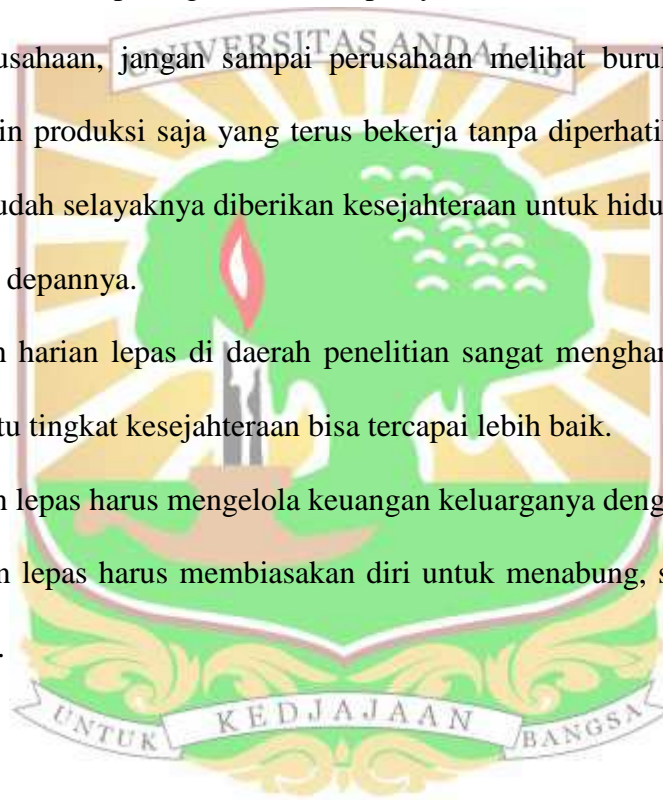 UNIVERSITAS ANDALAS
usahaan, jangan sampai perusahaan melihat buru
in produksi saja yang terus bekerja tanpa diperhati
udah selayaknya diberikan kesejahteraan untuk hidu
depannya.
n harian lepas di daerah penelitian sangat menghar
tu tingkat kesejahteraan bisa tercapai lebih baik.
n lepas harus mengelola keuangan keluarganya deng
n lepas harus membiasakan diri untuk menabung, s
UNTUK KEDJAJAAN BANGSA